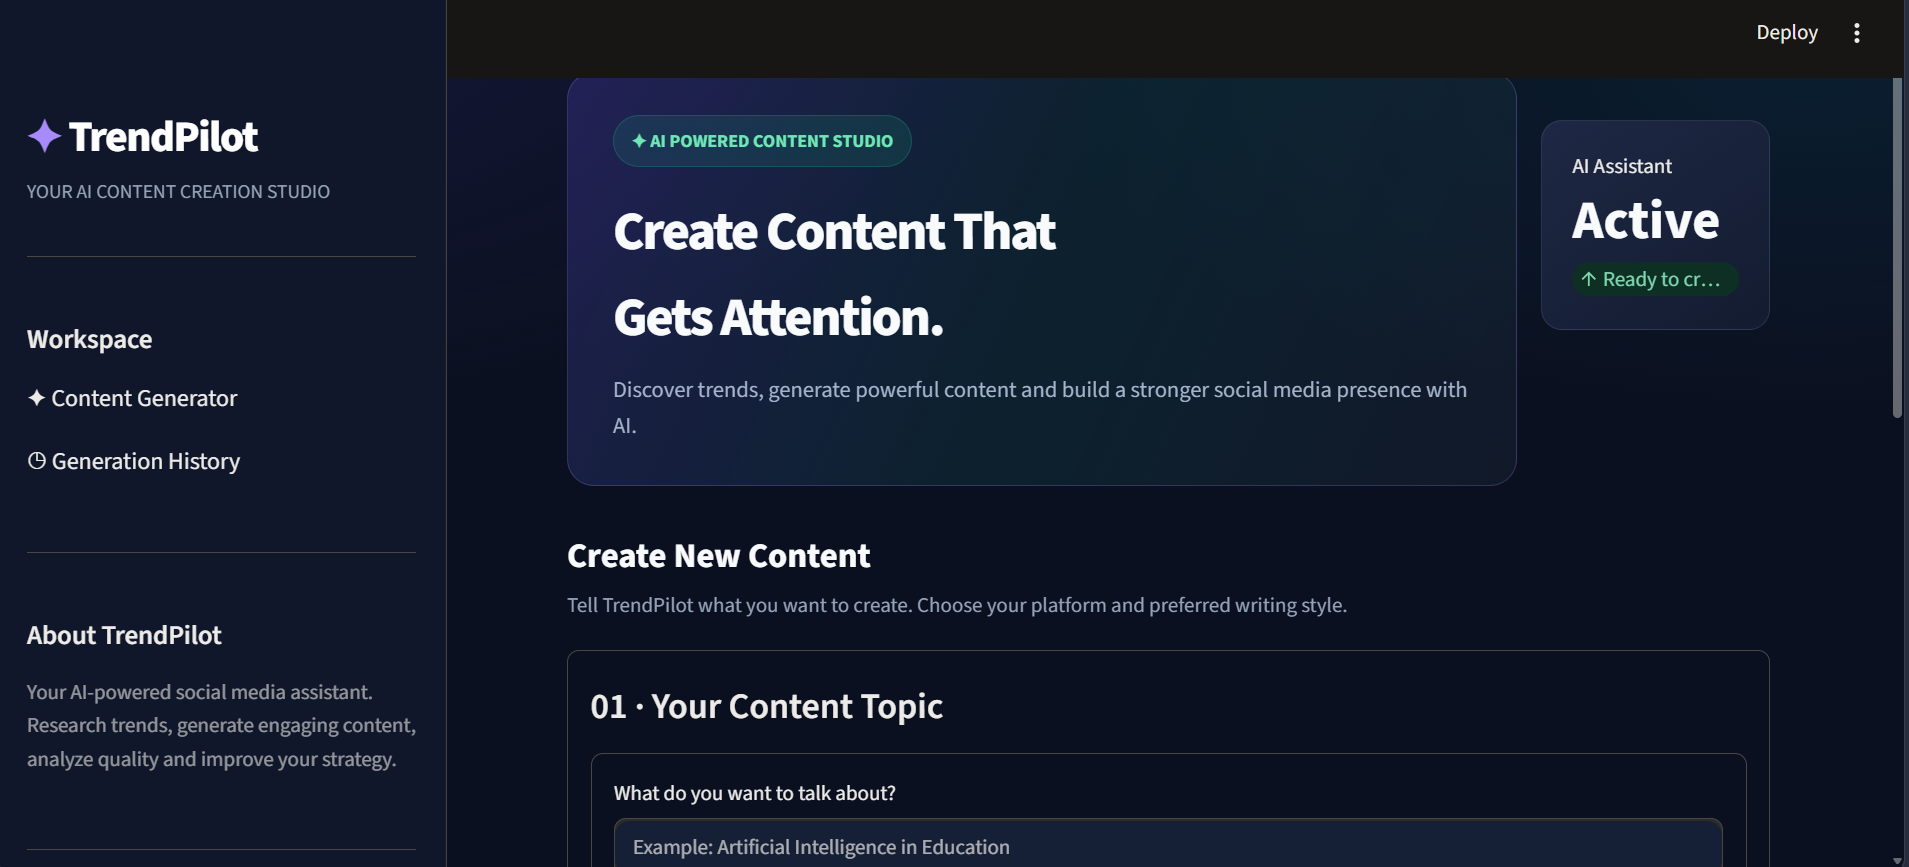 Deploy
TrendPilot
YOUR AI CONTENT CREATION STUDIO
Workspace
✦ Content Generator
◷ Generation History
About TrendPilot
Your AI-powered social media assistant.
Research trends, generate engaging content,
analyze quality and improve your strategy.
✦ AI POWERED CONTENT STUDIO
Create Content That
Gets Attention.
Discover trends, generate powerful content and build a stronger social media presence with
AI.
AI Assistant
Active
↑ Ready to cr…
Create New Content
Tell TrendPilot what you want to create. Choose your platform and preferred writing style.
01 · Your Content Topic
What do you want to talk about?
Example: Artificial Intelligence in Education